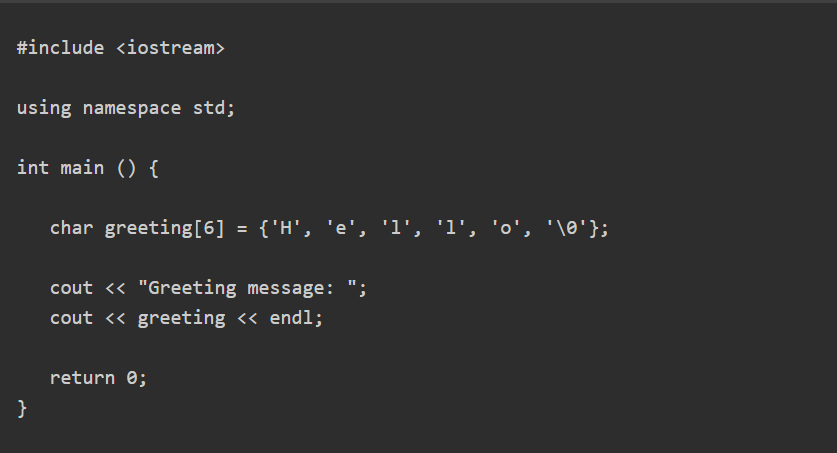 #include <iostream>
using namespace std;
int main () {
char greeting[6] = {'H', 'e', 'l', 'l', 'o', '\0'};
cout << "Greeting message: ";
cout << greeting << endl;
return 0;
}